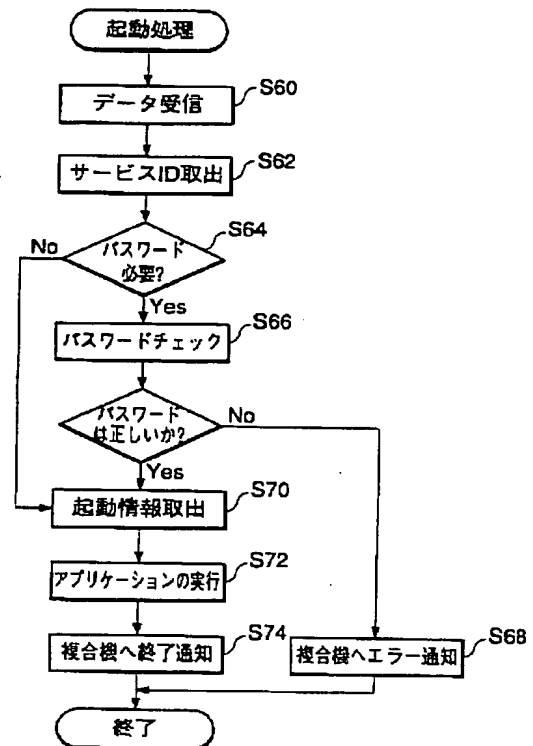 起動処理
データ受信
S60
サービスID取出
S62
パスワード
必要?
S64
No
Yes
パスワードチェック
S66
パスワード
は正しいか?
No
Yes
起動情報取出
S70
アプリケーションの実行
S72
複合機へ終了通知
S74
複合機へエラー通知
S68
終了